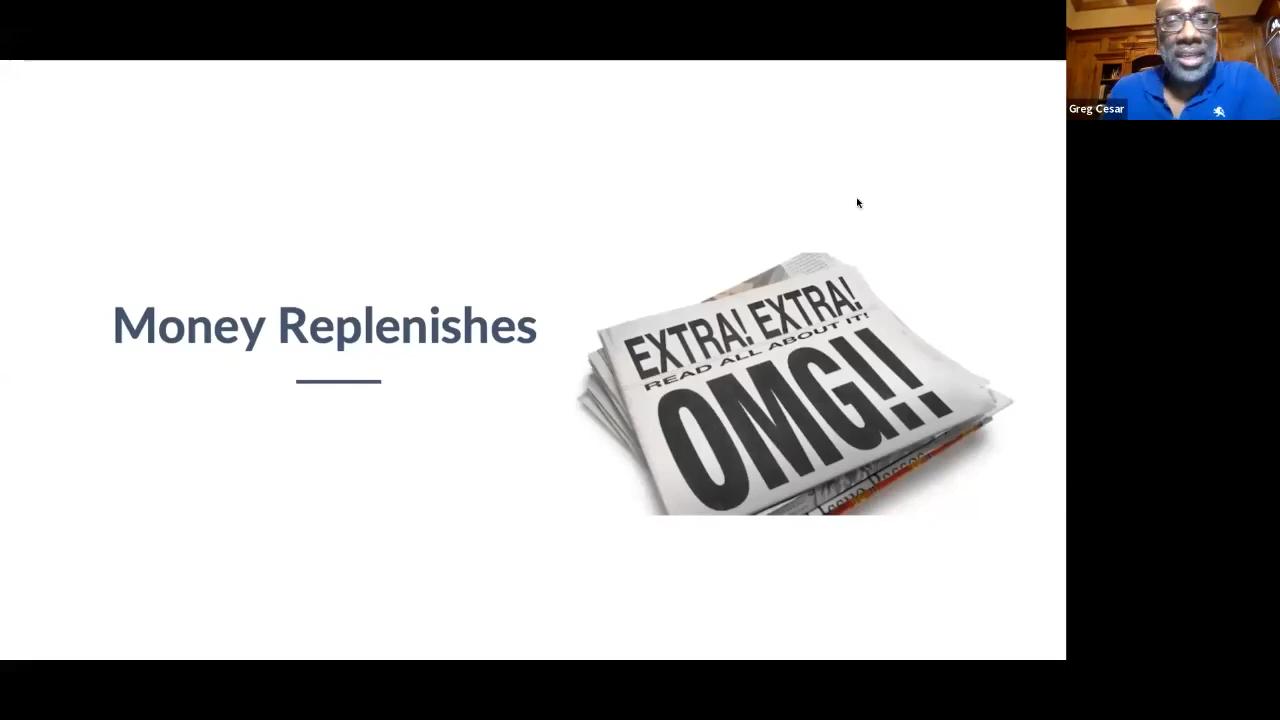 Money Replenishes
EXTRA! EXTRA!
READ ALL ABOUT IT!
OMG!!
Greg Cesar